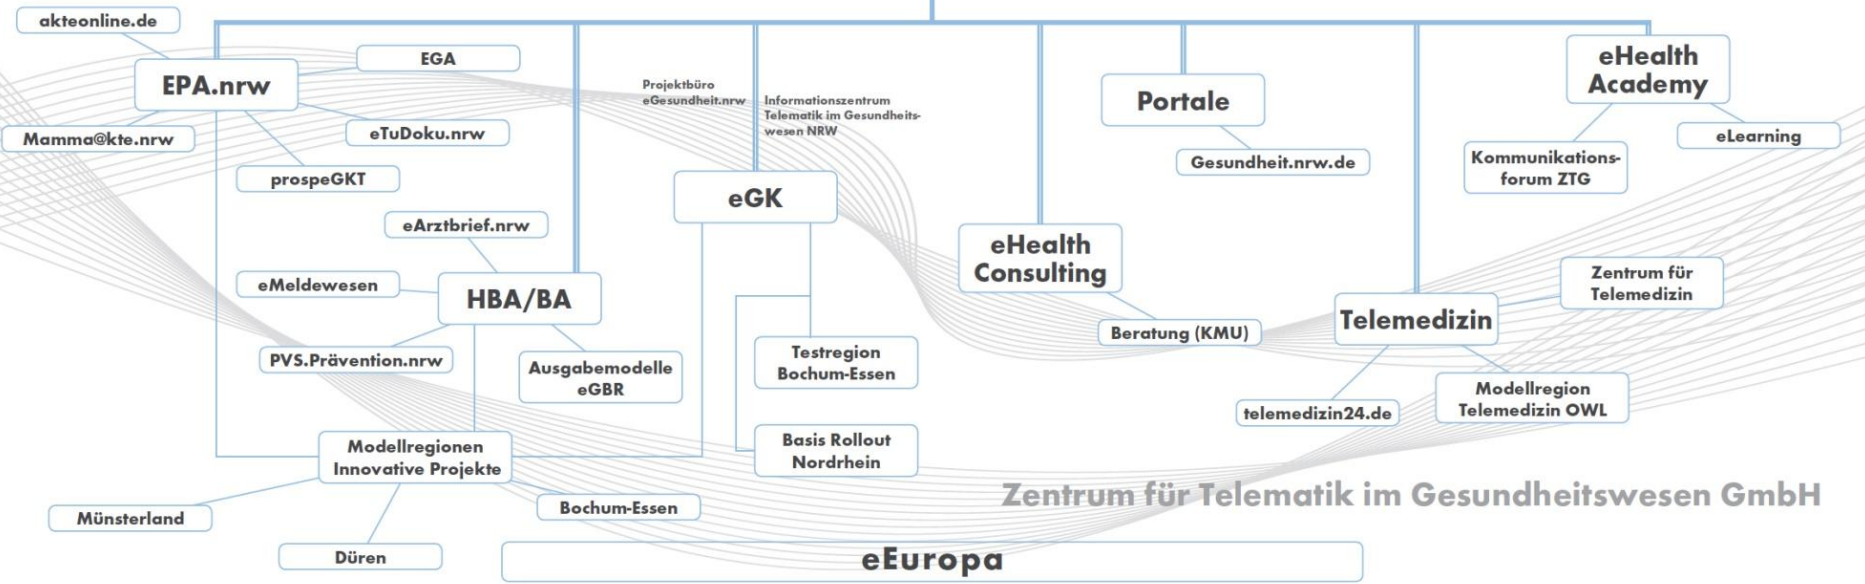 akteonline.de
EPA.nrw
EGA
Mamma@kte.nrw
eTuDoku.nrw
prospeGKT
eArztbrief.nrw
eMeldewesen
HBA/BA
PVS.Prävention.nrw
Ausgabemodelle
eGBR
Modellregionen
Innovative Projekte
Münsterland
Düren
Bochum-Essen
Projektbüro
eGesundheit.nrw
Informationszentrum
Telematik im Gesundheits-
wesen NRW
eGK
Testregion
Bochum-Essen
Basis Rollout
Nordrhein
eHealth
Consulting
Beratung (KMU)
Portale
Gesundheit.nrw.de
Telemedizin
Zentrum für
Telemedizin
telemedizin24.de
Modellregion
Telemedizin OWL
eHealth
Academy
Kommunikations-
forum ZTG
eLearning
Zentrum für Telematik im Gesundheitswesen GmbH
eEuropa